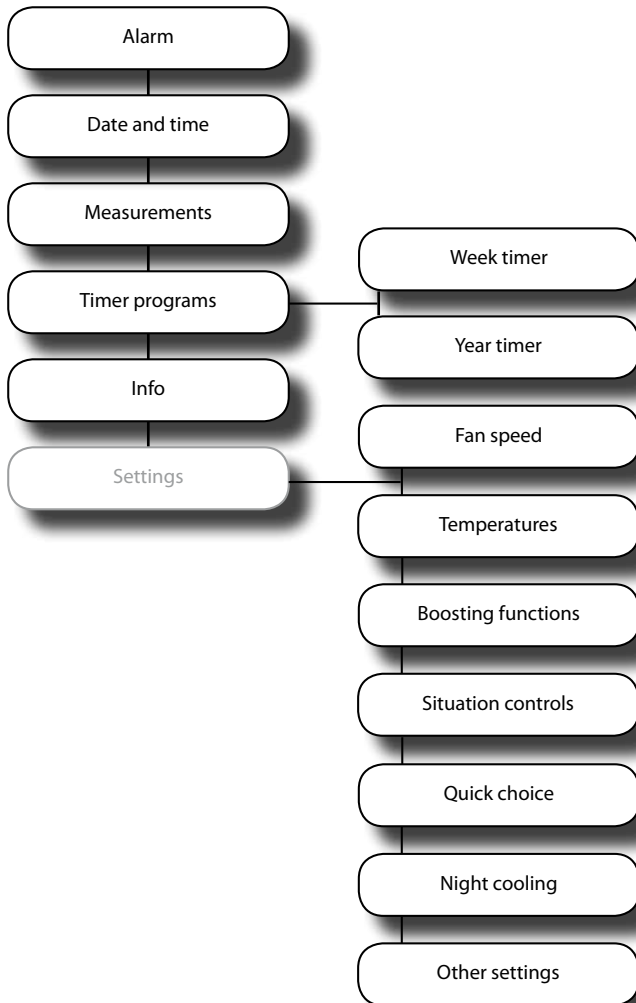 Alarm
Date and time
Measurements
Timer programs
Week timer
Year timer
Info
Settings
Fan speed
Temperatures
Boosting functions
Situation controls
Quick choice
Night cooling
Other settings